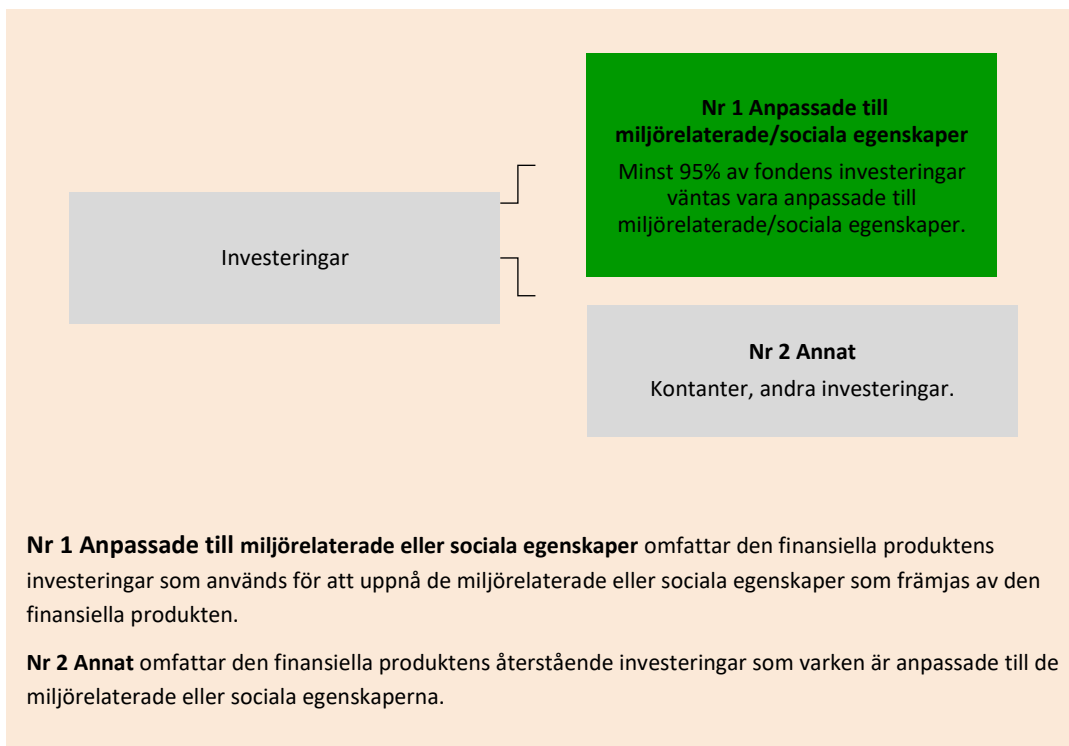 Nr 1 Anpassade till
miljörelaterade/sociala egenskaper
Minst 95% av fondens investeringar
väntas vara anpassade till
miljörelaterade/sociala egenskaper.
Investeringar
Nr 2 Annat
Kontanter, andra investeringar.
Nr 1 Anpassade till miljörelaterade eller sociala egenskaper omfattar den finansiella produktens
investeringar som används för att uppnå de miljörelaterade eller sociala egenskaper som främjas av den
finansiella produkten.
Nr 2 Annat omfattar den finansiella produktens återstående investeringar som varken är anpassade till de
miljörelaterade eller sociala egenskaperna.